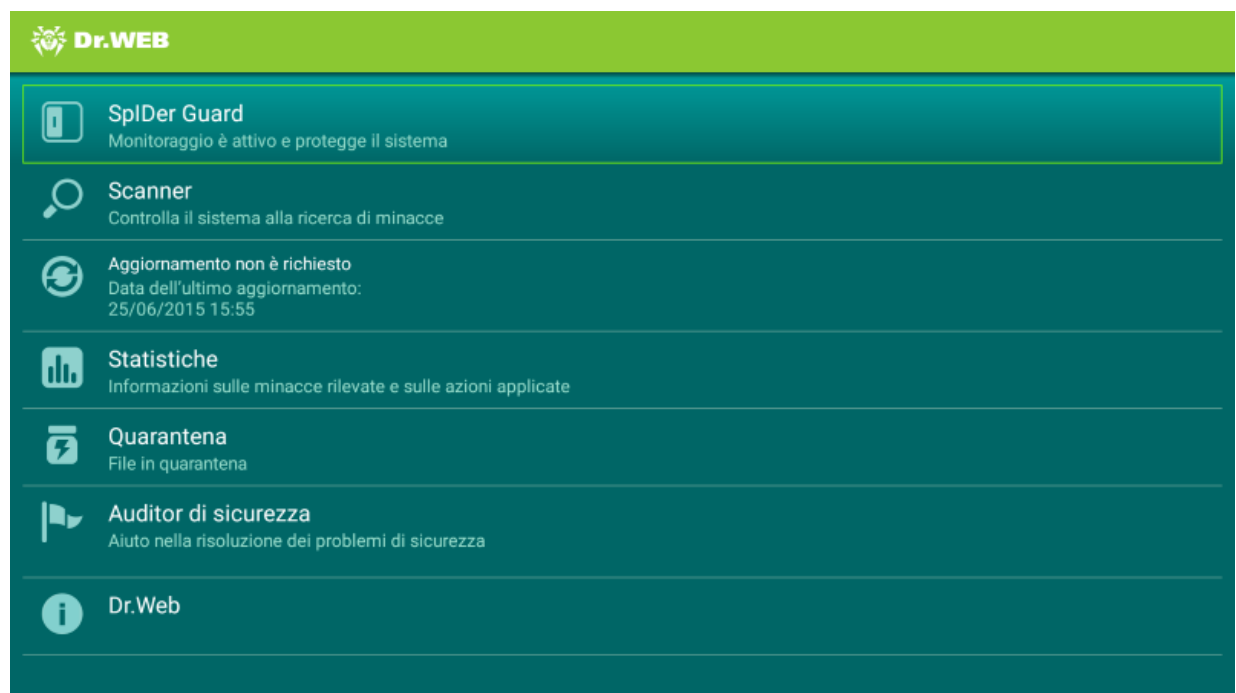 Dr.WEB
SpIDer Guard
Monitoraggio è attivo e protegge il sistema
Scanner
Controlla il sistema alla ricerca di minacce
Aggiornamento non è richiesto
Data dell'ultimo aggiornamento:
25/06/2015 15:55
Statistiche
Informazioni sulle minacce rilevate e sulle azioni applicate
Quarantena
File in quarantena
Auditor di sicurezza
Aiuto nella risoluzione dei problemi di sicurezza
Dr.Web